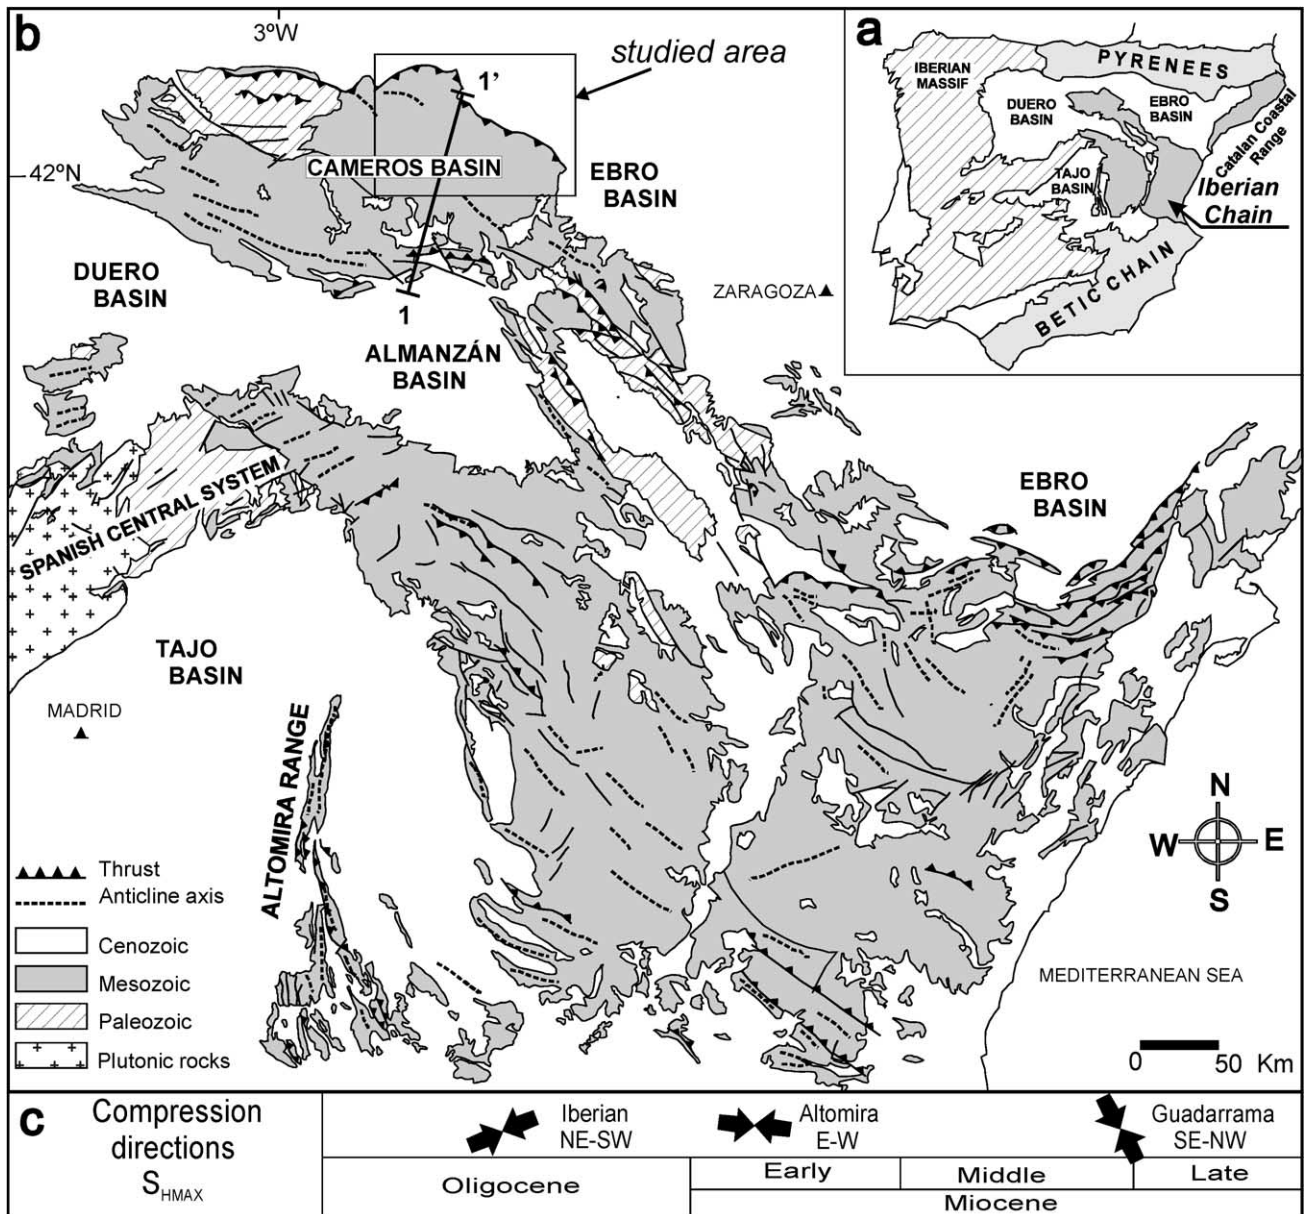 b
3ºW
studied area
1'
42ºN
CAMEROS BASIN
EBRO
BASIN
DUERO
BASIN
ZARAGOZA
1
ALMANZÁN
BASIN
SPANISH CENTRAL SYSTEM
EBRO
BASIN
TAJO
BASIN
MADRID
ALTOMIRA RANGE
N
W
E
S
MEDITERRANEAN SEA
0
50
Km
Thrust
Anticline axis
Cenozoic
Mesozoic
Paleozoic
Plutonic rocks
a
IBERIAN
MASSIF
PYRENEES
DUERO
BASIN
EBRO
BASIN
Catalan Coastal
Range
TAJO
BASIN
Iberian
Chain
BETIC CHAIN
c
Compression
directions
SHMAX
Iberian
NE-SW
Altomira
E-W
Guadarrama
SE-NW
Oligocene
Early
Middle
Late
Miocene